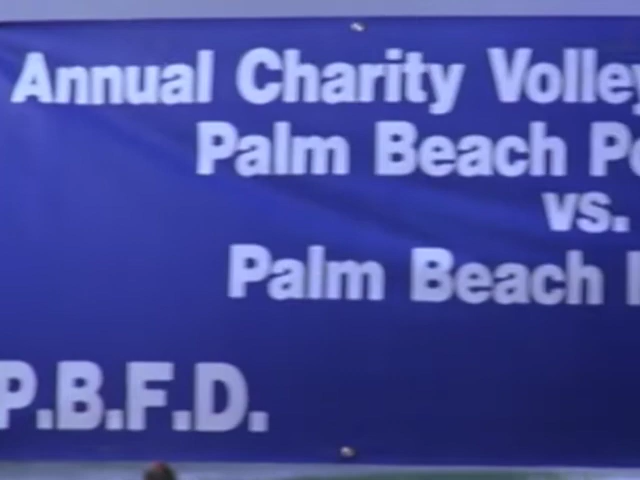 Annual Charity Volley
Palm Beach Po
vs.
Palm Beach
P.B.F.D.